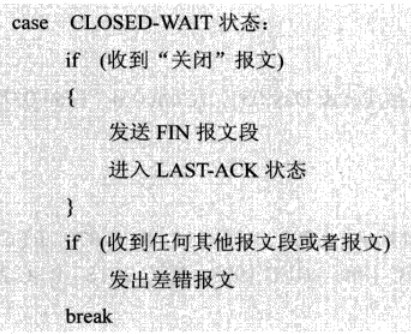 case CLOSED-WAIT 状态：
if (收到“关闭”报文)
{
发送 FIN 报文段
进入 LAST-ACK 状态
}
if (收到任何其他报文段或者报文)
发出差错报文
break